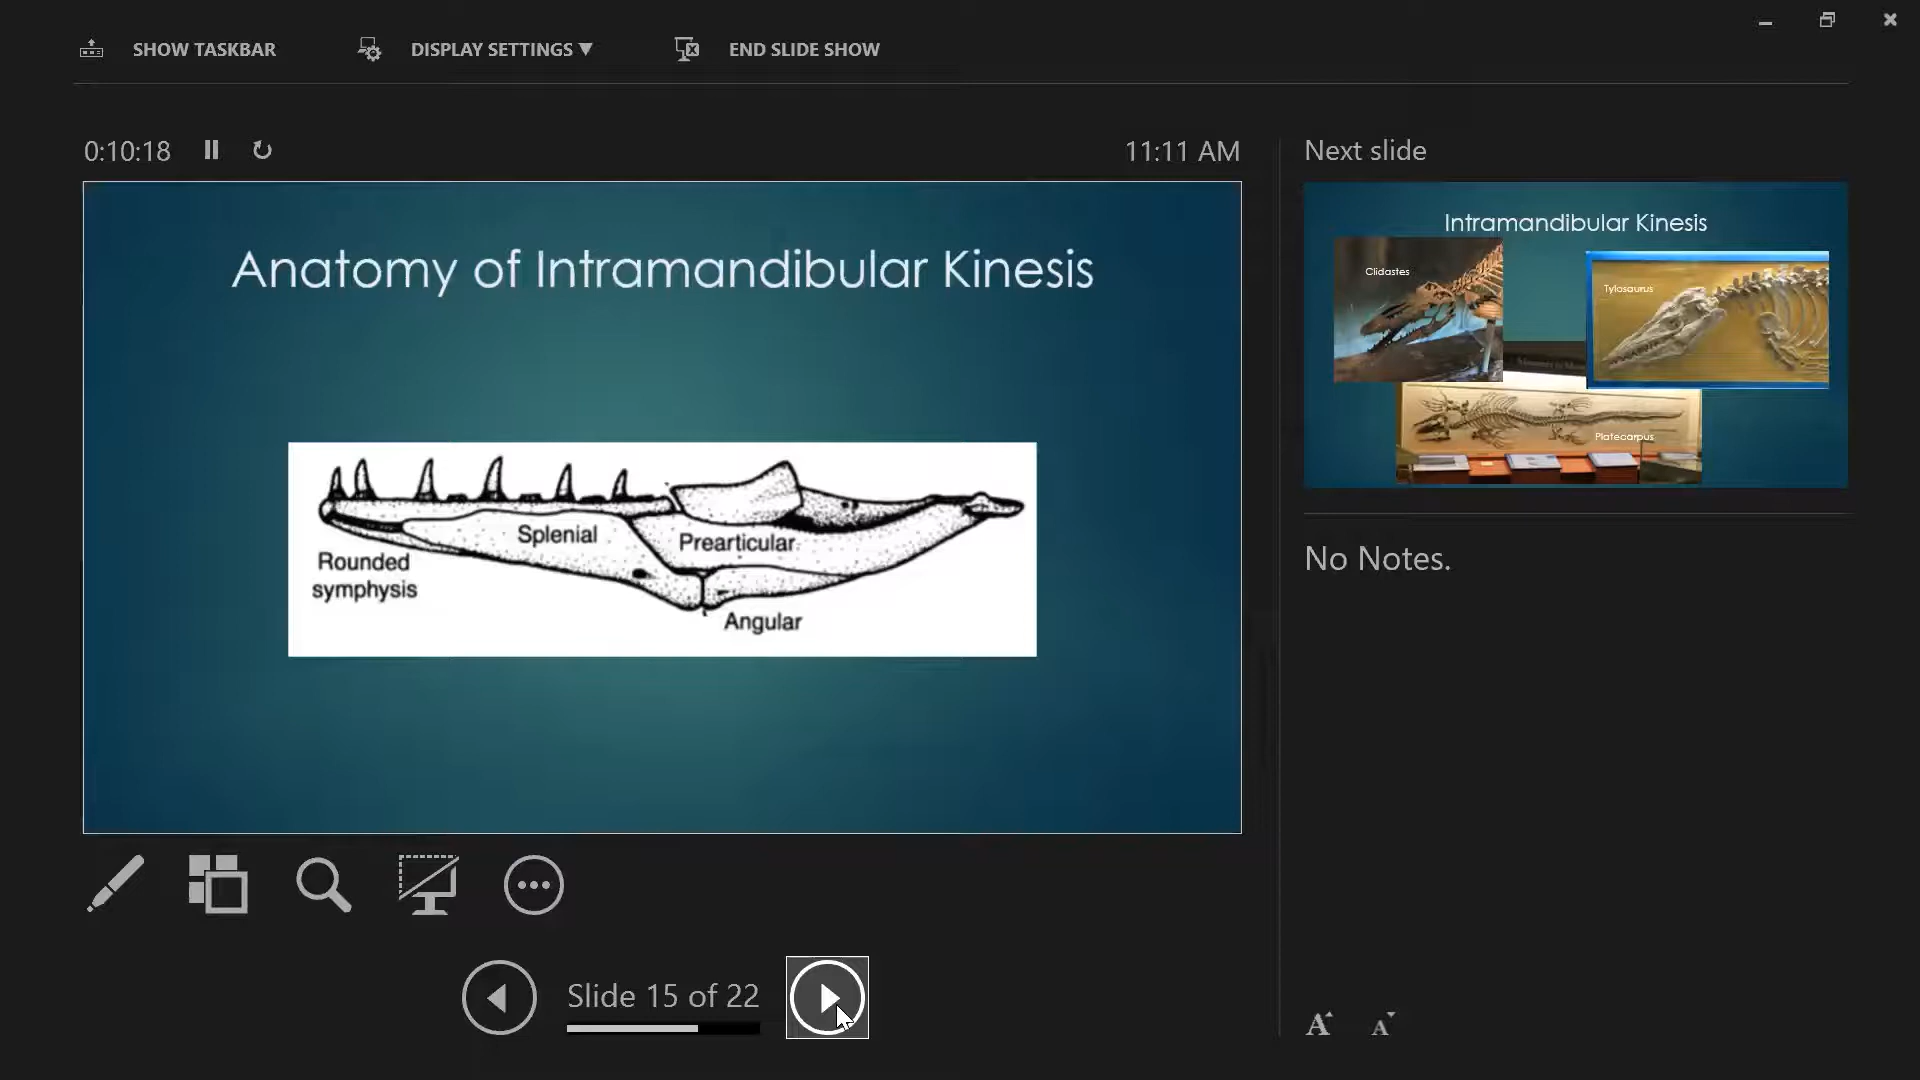 SHOW TASKBAR
DISPLAY SETTINGS ▼
END SLIDE SHOW
0:10:18
11:11 AM
Next slide
Anatomy of Intramandibular Kinesis
Splenial
Prearticular
Rounded
symphysis
Angular
Intramandibular Kinesis
Clidastes
Tylosaurus
Platecarpus
No Notes.
Slide 15 of 22
A
A